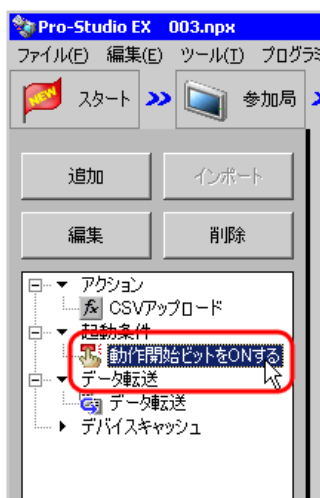 Pro-Studio EX 003.npx
ファイル(F) 編集(E) ツール(T) プログラ
NEW スタート 参加局
追加 インポート
編集 削除
アクション
fx CSVアップロード
起動条件
動作開始ビットをONする
データ転送
データ転送
デバイスキャッシュ